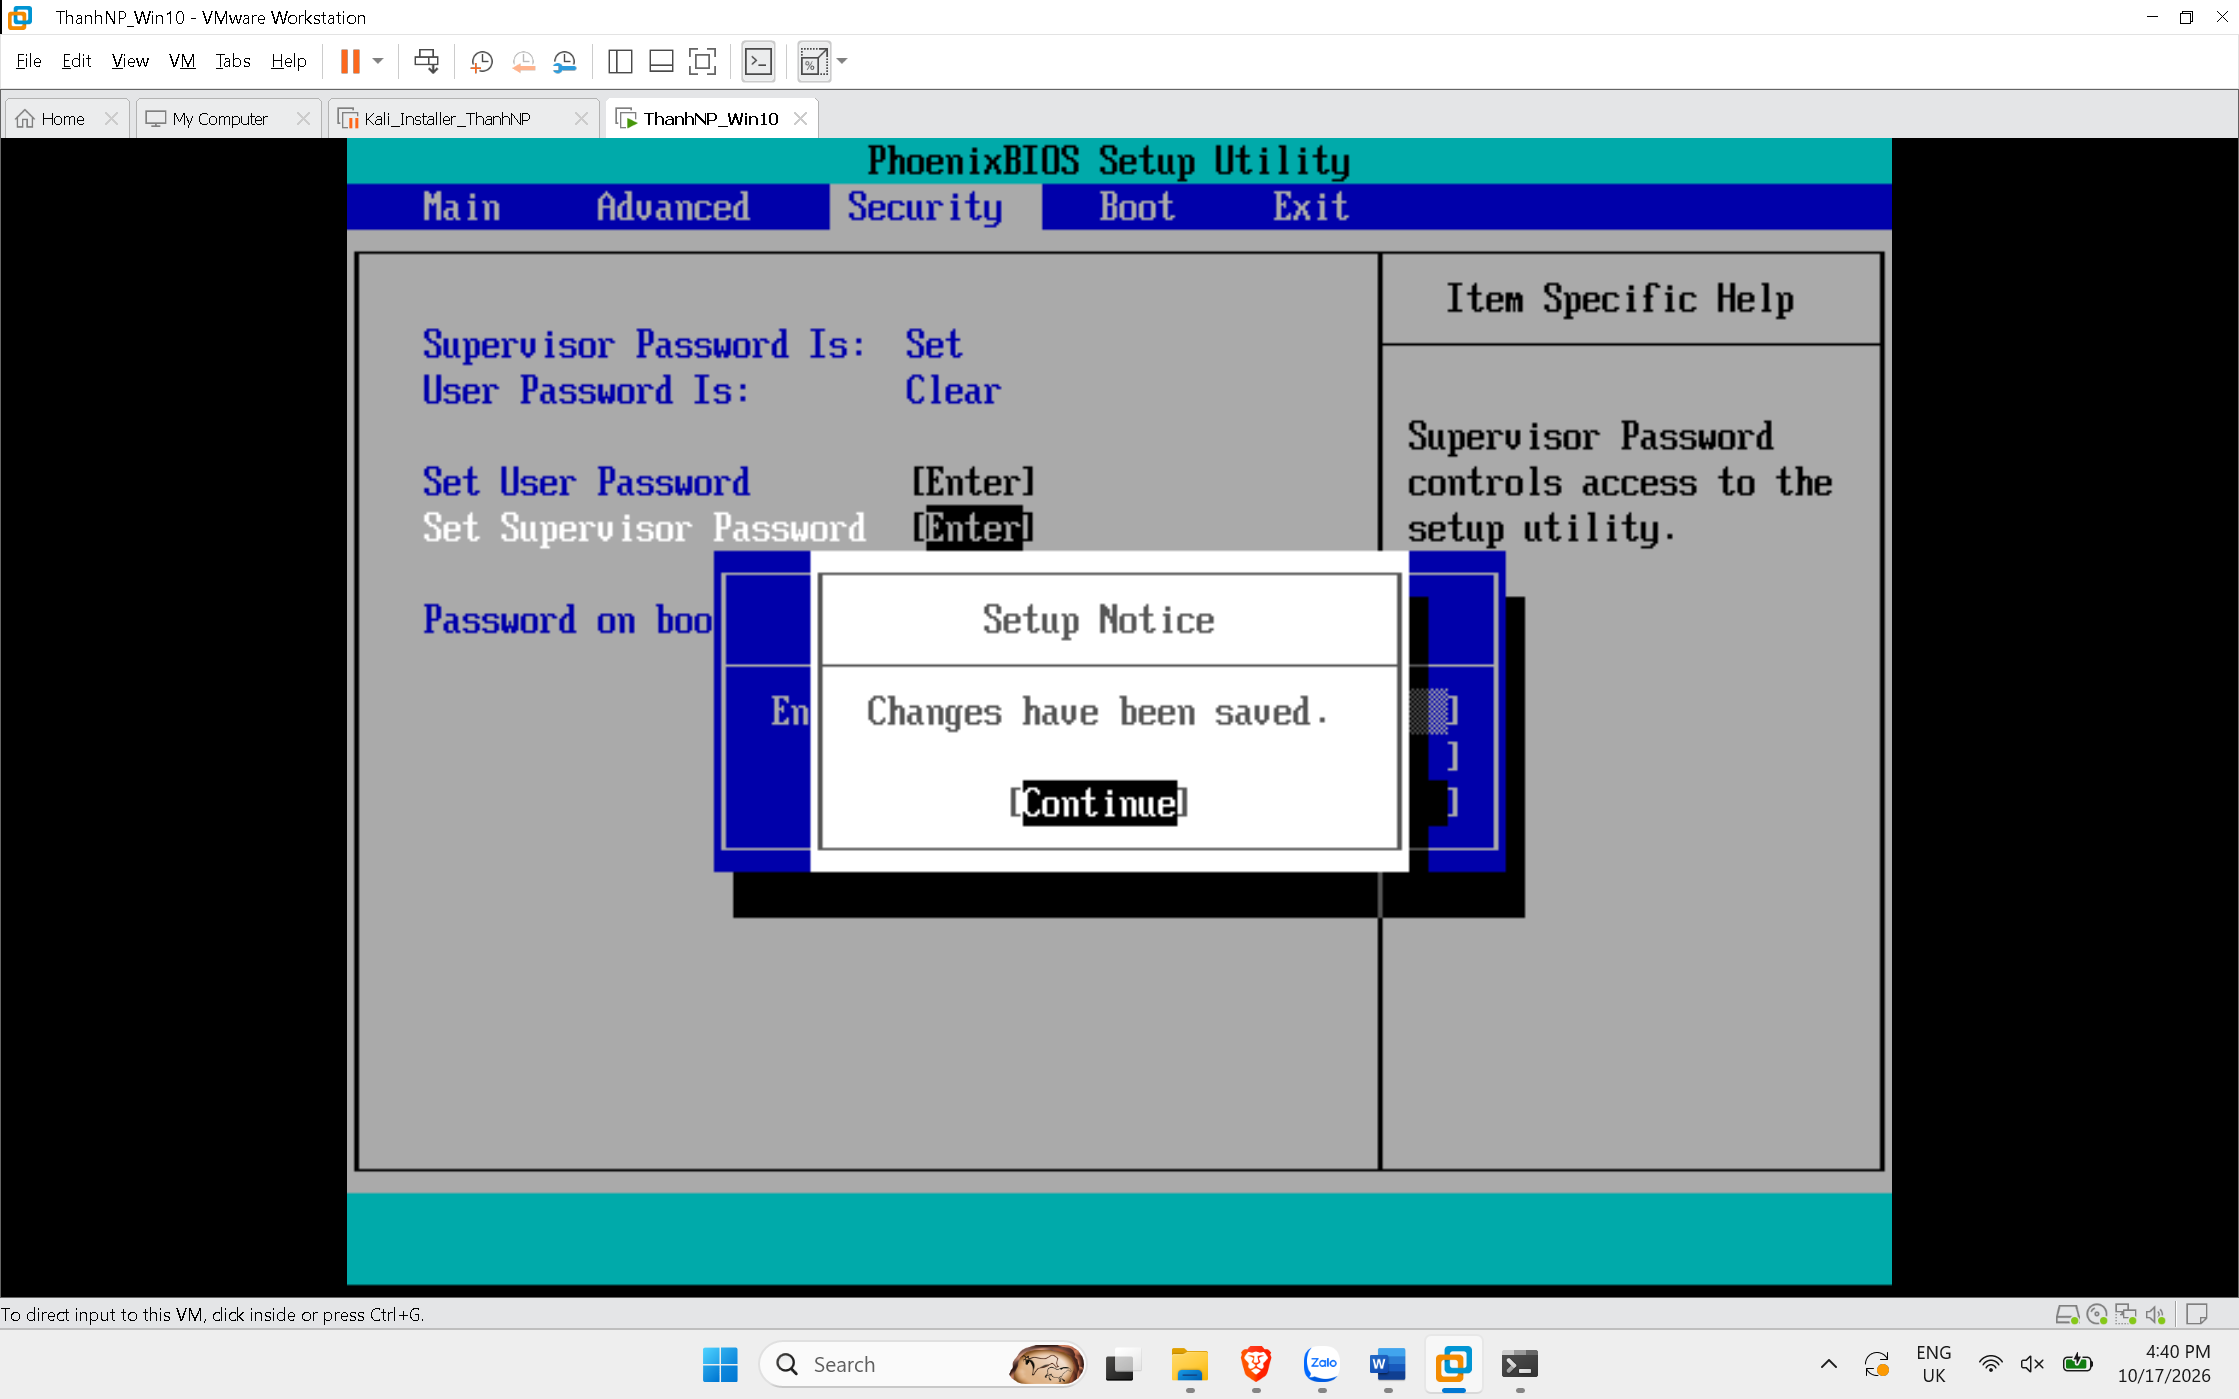 ThanhNP_Win10 - VMware Workstation
File Edit View VM Tabs Help
Home My Computer Kali_Installer_ThanhNP ThanhNP_Win10
PhoenixBIOS Setup Utility
Main Advanced Security Boot Exit
Item Specific Help
Supervisor Password Is: Set
User Password Is: Clear
Set User Password [Enter]
Set Supervisor Password [Enter]
Password on boo
Supervisor Password
controls access to the
setup utility.
Setup Notice
En
]
Changes have been saved.
]
[Continue]
]
To direct input to this VM, click inside or press Ctrl+G.
Search
Zalo
W
ENG
UK
4:40 PM
10/17/2026